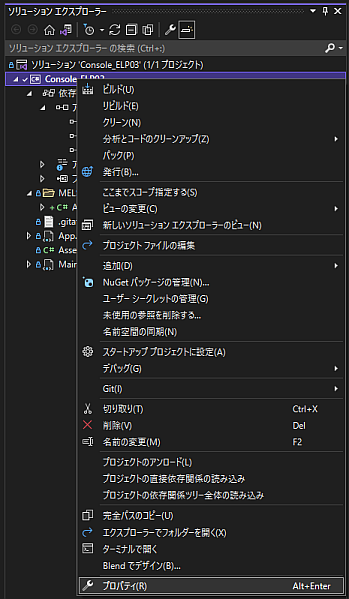 ソリューション エクスプローラー
ソリューション エクスプローラー の検索 (Ctrl+:)
ソリューション 'Console_ELP03' (1/1 プロジェクト)
Console_ELP03
依存
MEL
.gita
App.
Asse
Main
ビルド(U)
リビルド(E)
クリーン(N)
分析とコードのクリーンアップ(Z)
パック(P)
発行(B)...
ここまでスコープ指定する(S)
ビューの変更(C)
新しいソリューション エクスプローラーのビュー(N)
プロジェクト ファイルの編集
追加(D)
NuGet パッケージの管理(N)...
ユーザー シークレットの管理(G)
未使用の参照を削除する...
名前空間の同期(N)
スタートアップ プロジェクトに設定(A)
デバッグ(G)
Git(I)
切り取り(T) Ctrl+X
削除(V) Del
名前の変更(M) F2
プロジェクトのアンロード(L)
プロジェクトの直接依存関係の読み込み
プロジェクトの依存関係ツリー全体の読み込み
完全パスのコピー(U)
エクスプローラーでフォルダーを開く(X)
ターミナルで開く
Blend でデザイン(B)...
プロパティ(R) Alt+Enter